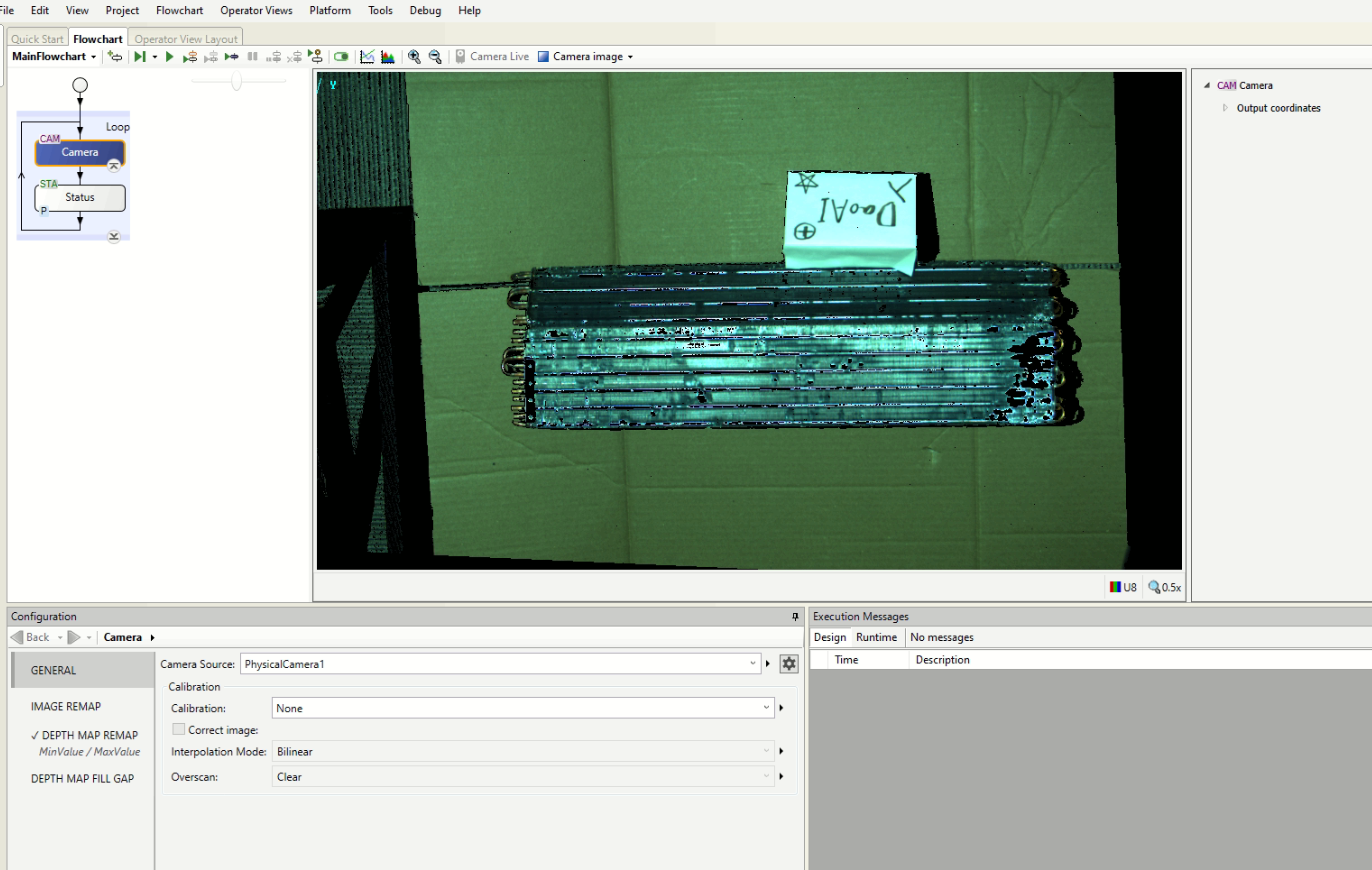 File Edit View Project Flowchart Operator Views Platform Tools Debug Help
Quick Start Flowchart Operator View Layout
MainFlowchart Camera Live Camera image
Loop
CAM
Camera
STA
Status
P
Y
DaoAI
CAM Camera
Output coordinates
U8 0.5x
Configuration
Back Camera
GENERAL
IMAGE REMAP
✓ DEPTH MAP REMAP
MinValue / MaxValue
DEPTH MAP FILL GAP
Camera Source: PhysicalCamera1
Calibration
Calibration: None
Correct image:
Interpolation Mode: Bilinear
Overscan: Clear
Execution Messages
Design Runtime No messages
Time Description